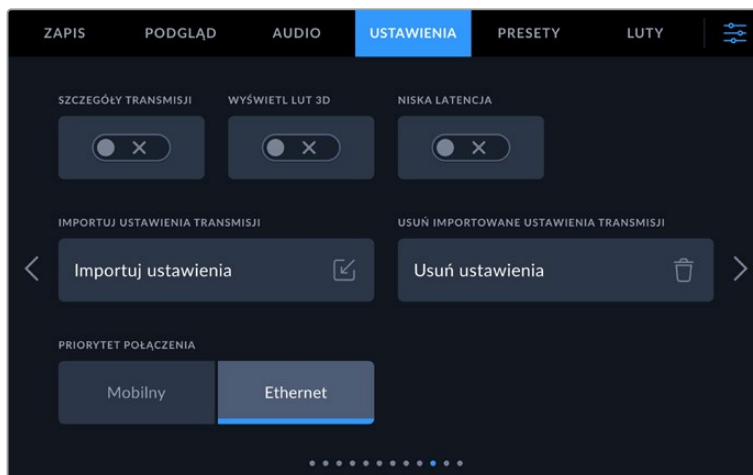 ZAPIS PODGLĄD AUDIO USTAWIENIA PRESETY LUTY
SZCZEGÓŁY TRANSMISJI WYŚWIETL LUT 3D NISKA LATENCJA
IMPORTUJ USTAWIENIA TRANSMISJI USUŃ IMPORTOWANE USTAWIENIA TRANSMISJI
Importuj ustawienia Usuń ustawienia
PRIORYTET POŁĄCZENIA
Mobilny Ethernet